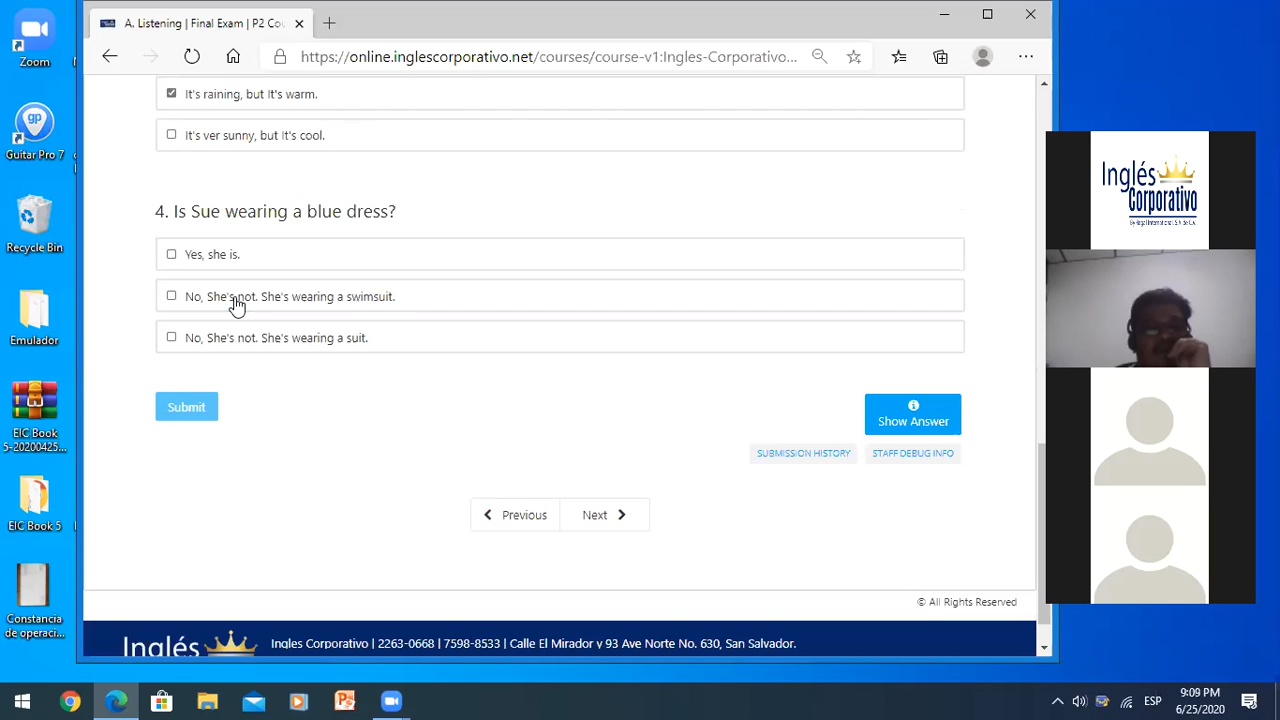 A. Listening | Final Exam | P2 Cou
https://online.inglescorporativo.net/courses/course-v1:Ingles-Corporativo...
Zoom
gp
Guitar Pro 7
Recycle Bin
Emulador
EIC Book
5-20200425...
EIC Book 5
Constancia
de operaci...
It's raining, but It's warm.
It's ver sunny, but It's cool.
4. Is Sue wearing a blue dress?
Yes, she is.
No, She's not. She's wearing a swimsuit.
No, She's not. She's wearing a suit.
Submit
Show Answer
SUBMISSION HISTORY
STAFF DEBUG INFO
Previous
Next
© All Rights Reserved
Inglés
Ingles Corporativo | 2263-0668 | 7598-8533 | Calle El Mirador y 93 Ave Norte No. 630, San Salvador.
Inglés
Corporativo
ESP
9:09 PM
6/25/2020